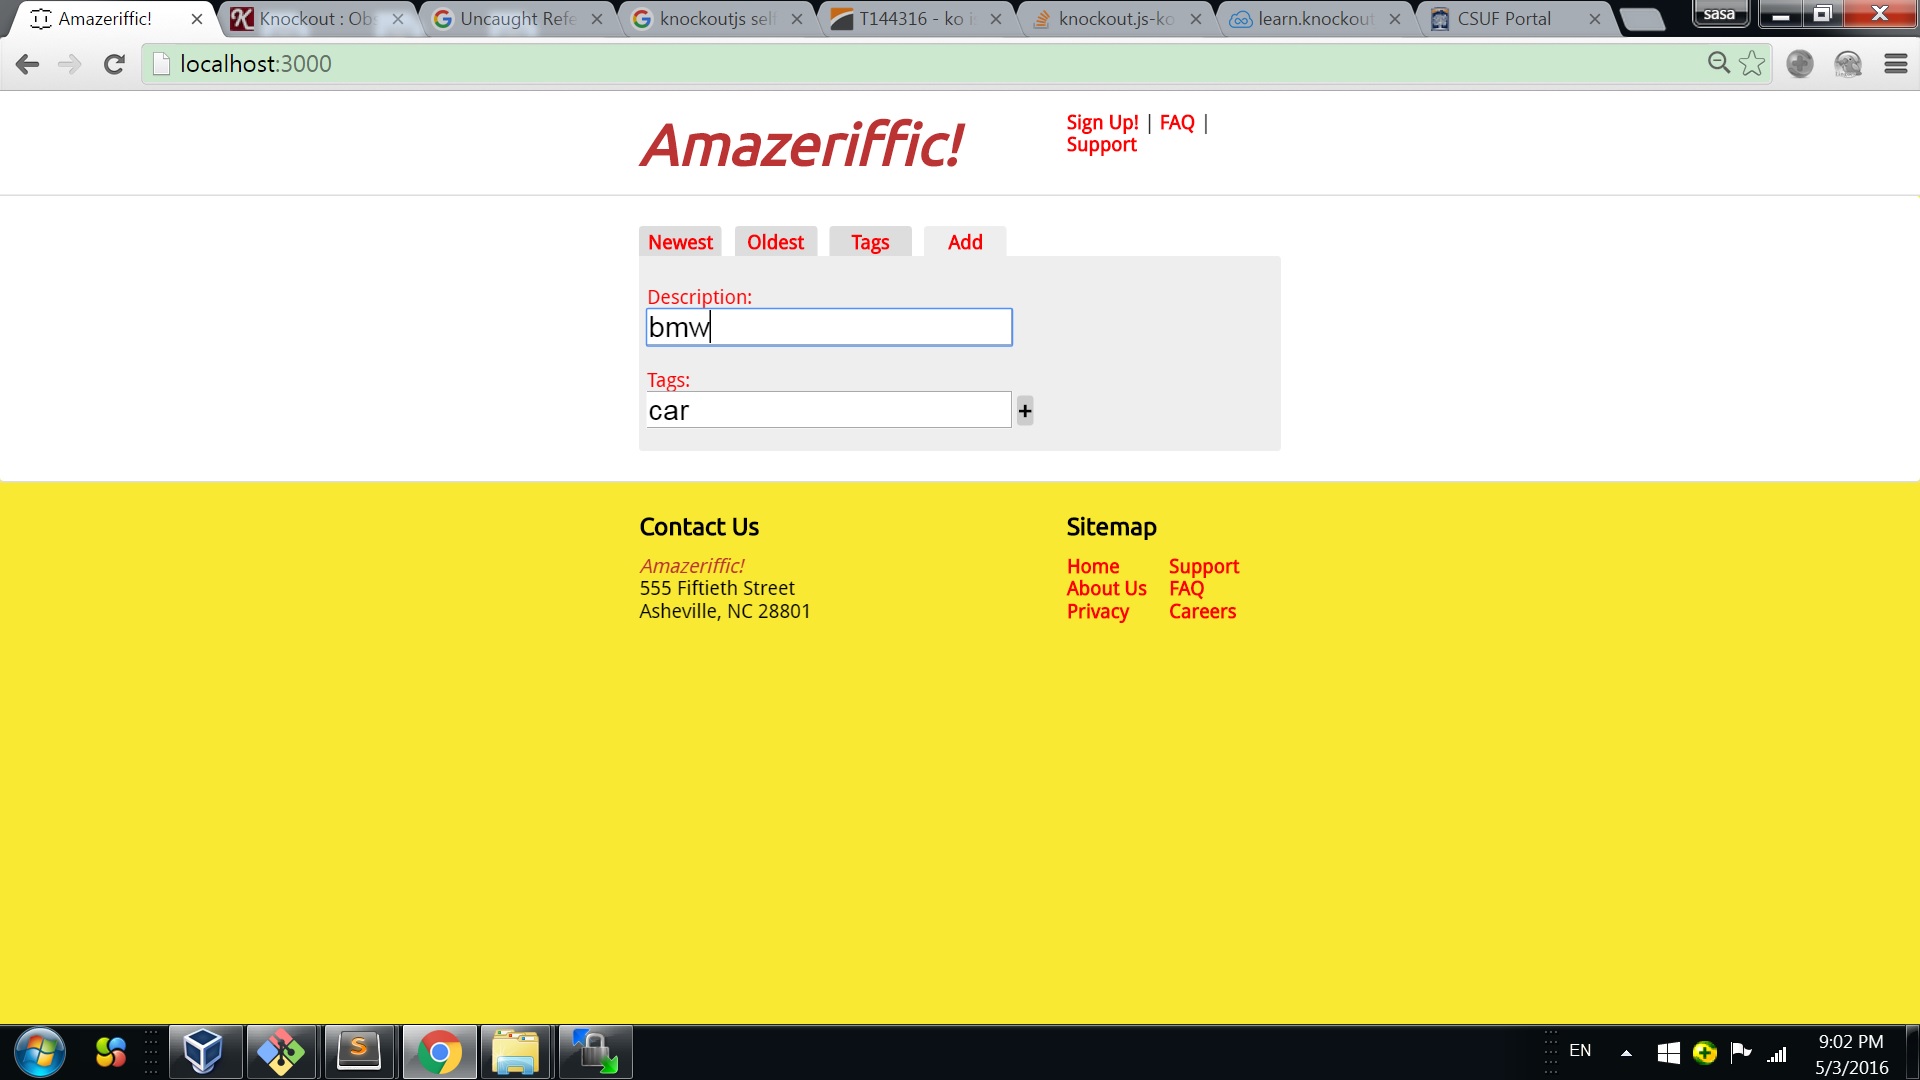 Amazeriffic!
Knockout : Obs
Uncaught Refe
knockoutjs sel
T144316 - ko i
knockout.js-ko
learn.knockout
CSUF Portal
sasa
localhost:3000
Amazeriffic!
Sign Up! | FAQ |
Support
Newest Oldest Tags Add
Description:
bmw
Tags:
car
+
Contact Us
Amazeriffic!
555 Fiftieth Street
Asheville, NC 28801
Sitemap
Home Support
About Us FAQ
Privacy Careers
EN
9:02 PM
5/3/2016